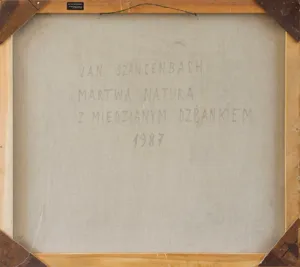 JAN SZANCENBACH
MARTWA NATURA
Z MIEDZIANYM DZBANKIEM
1987